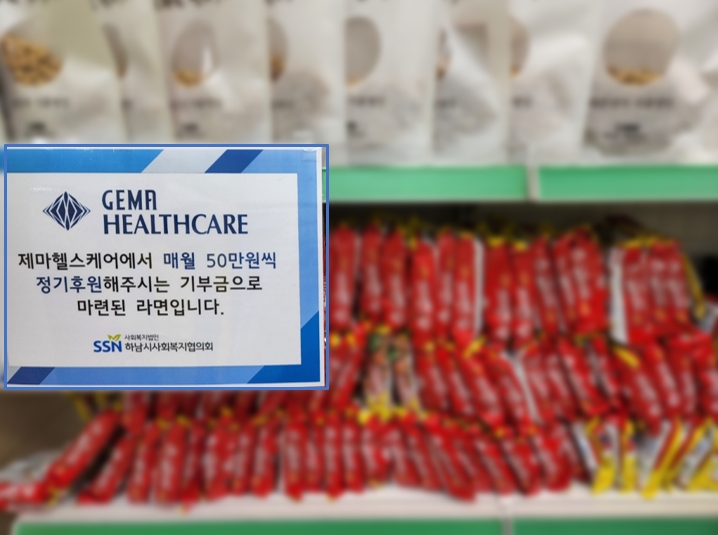 GEMA
HEALTHCARE
제마헬스케어에서 매월 50만원씩
정기후원해주시는 기부금으로
마련된 라면입니다.
SSN 사회복지법인
하남시사회복지협의회